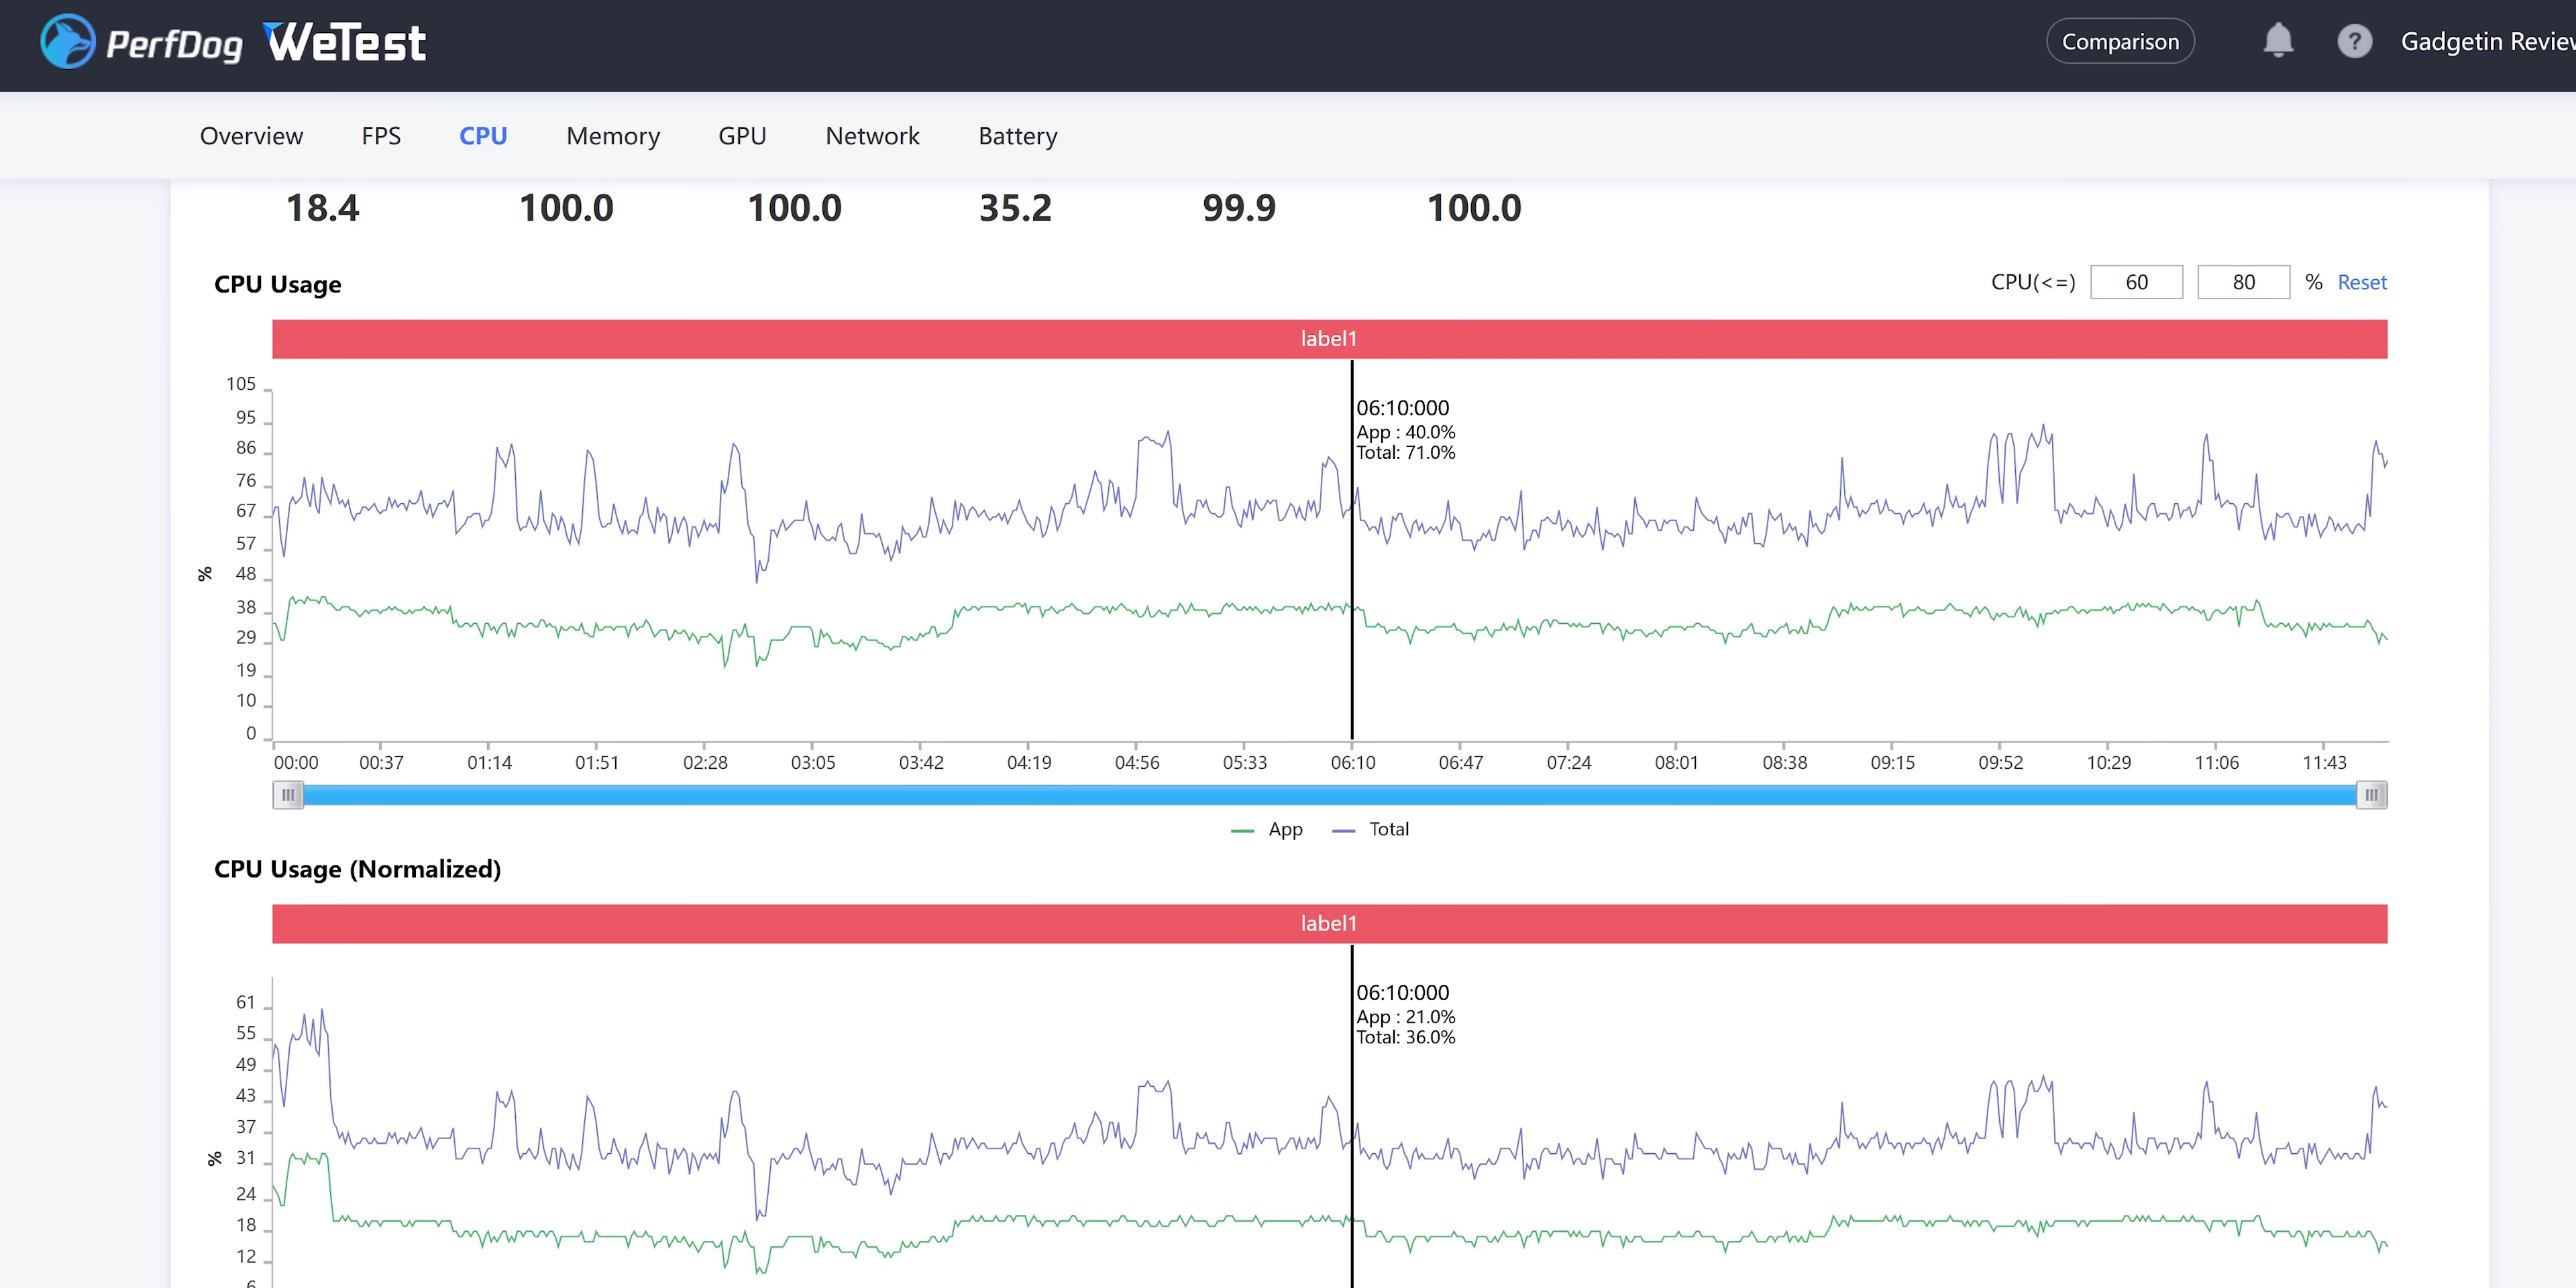 PerfDog WeTest
Comparison
?
Gadgetin Review
Overview FPS CPU Memory GPU Network Battery
18.4 100.0 100.0 35.2 99.9 100.0
CPU Usage
CPU(<=) 60 80 % Reset
label1
105
95
86
76
67
57
48
38
29
19
10
0
%
06:10:000
App : 40.0%
Total: 71.0%
00:00 00:37 01:14 01:51 02:28 03:05 03:42 04:19 04:56 05:33 06:10 06:47 07:24 08:01 08:38 09:15 09:52 10:29 11:06 11:43
App Total
CPU Usage (Normalized)
label1
61
55
49
43
37
31
24
18
12
6
%
06:10:000
App : 21.0%
Total: 36.0%